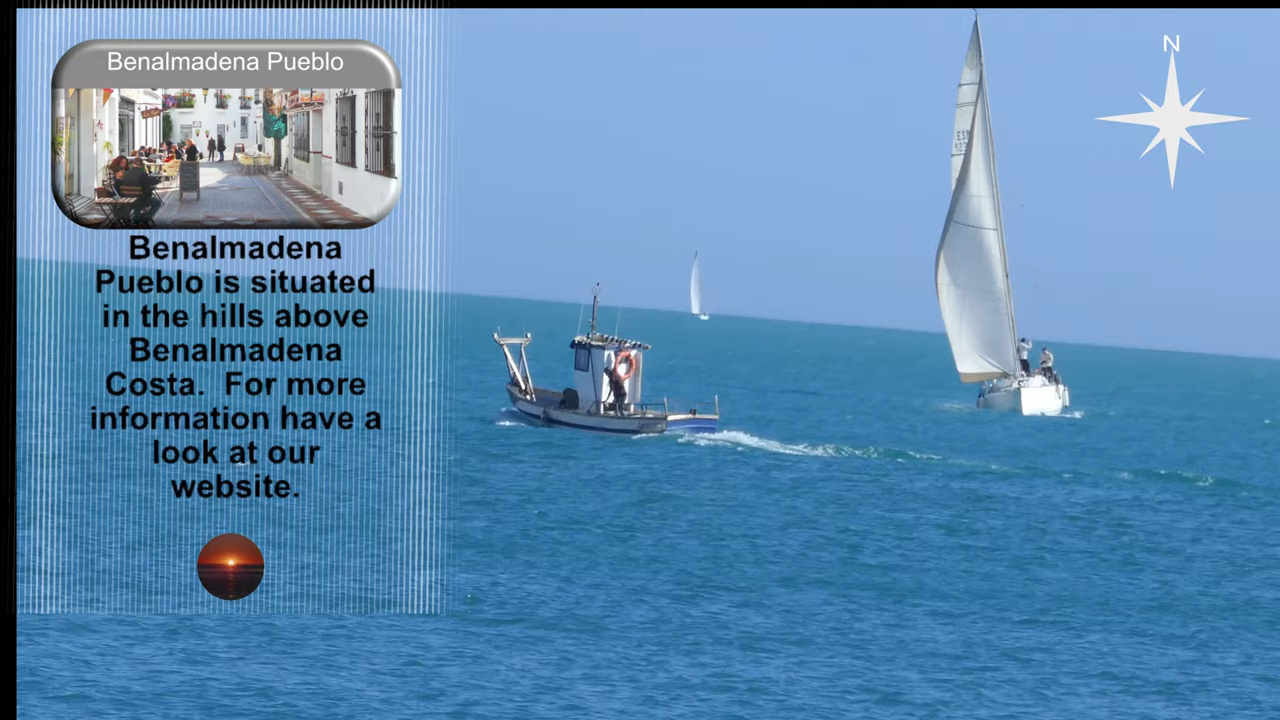 Benalmadena Pueblo
N
Benalmadena
Pueblo is situated
in the hills above
Benalmadena
Costa. For more
information have a
look at our
website.